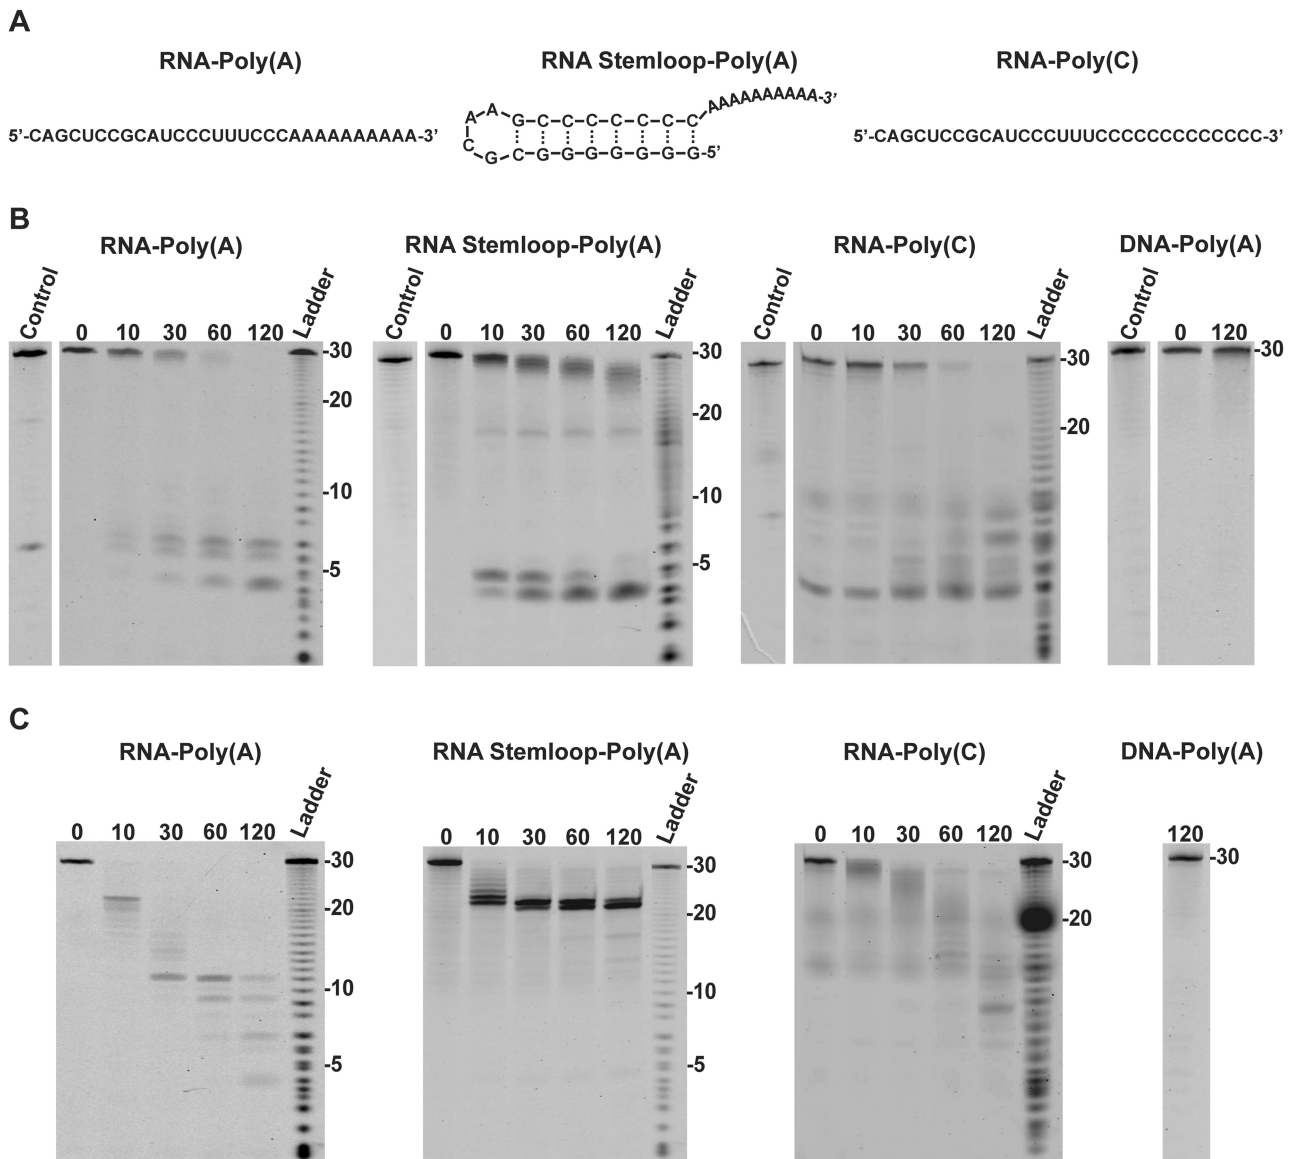 A
RNA-Poly(A)
RNA Stemloop-Poly(A)
RNA-Poly(C)
5’-CAGCUCCGCAUCCCUUUCCCAAAAAAAAAA-3’
A–A–G–C–C–C–C–C–C–C–AAAAAAAAAA-3’
C–G–C–G–G–G–G–G–G–G-5’
5’-CAGCUCCGCAUCCCUUUCCCCCCCCCCCCC-3’
B
RNA-Poly(A)
Control 0 10 30 60 120 Ladder
-30
-20
-10
-5
RNA Stemloop-Poly(A)
Control 0 10 30 60 120 Ladder
-30
-20
-10
-5
RNA-Poly(C)
Control 0 10 30 60 120 Ladder
-30
-20
DNA-Poly(A)
Control 0 120
-30
C
RNA-Poly(A)
0 10 30 60 120 Ladder
-30
-20
-10
-5
RNA Stemloop-Poly(A)
0 10 30 60 120 Ladder
-30
-20
-10
-5
RNA-Poly(C)
0 10 30 60 120 Ladder
-30
-20
DNA-Poly(A)
120
-30